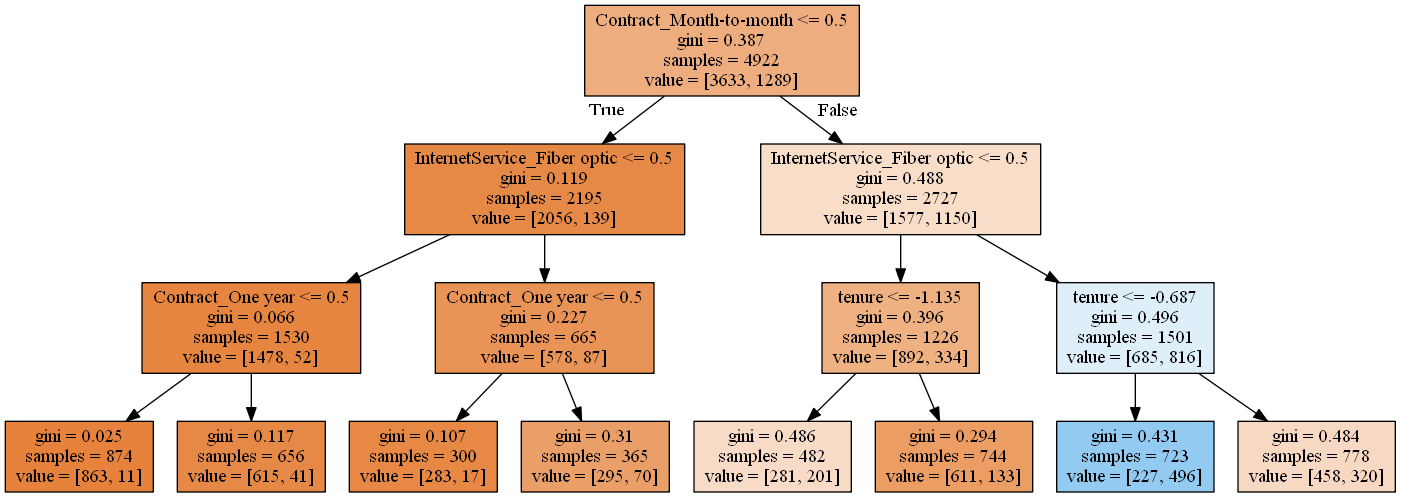 Contract_Month-to-month <= 0.5
gini = 0.387
samples = 4922
value = [3633, 1289]
True
False
InternetService_Fiber optic <= 0.5
gini = 0.119
samples = 2195
value = [2056, 139]
InternetService_Fiber optic <= 0.5
gini = 0.488
samples = 2727
value = [1577, 1150]
Contract_One year <= 0.5
gini = 0.066
samples = 1530
value = [1478, 52]
Contract_One year <= 0.5
gini = 0.227
samples = 665
value = [578, 87]
tenure <= -1.135
gini = 0.396
samples = 1226
value = [892, 334]
tenure <= -0.687
gini = 0.496
samples = 1501
value = [685, 816]
gini = 0.025
samples = 874
value = [863, 11]
gini = 0.117
samples = 656
value = [615, 41]
gini = 0.107
samples = 300
value = [283, 17]
gini = 0.31
samples = 365
value = [295, 70]
gini = 0.486
samples = 482
value = [281, 201]
gini = 0.294
samples = 744
value = [611, 133]
gini = 0.431
samples = 723
value = [227, 496]
gini = 0.484
samples = 778
value = [458, 320]